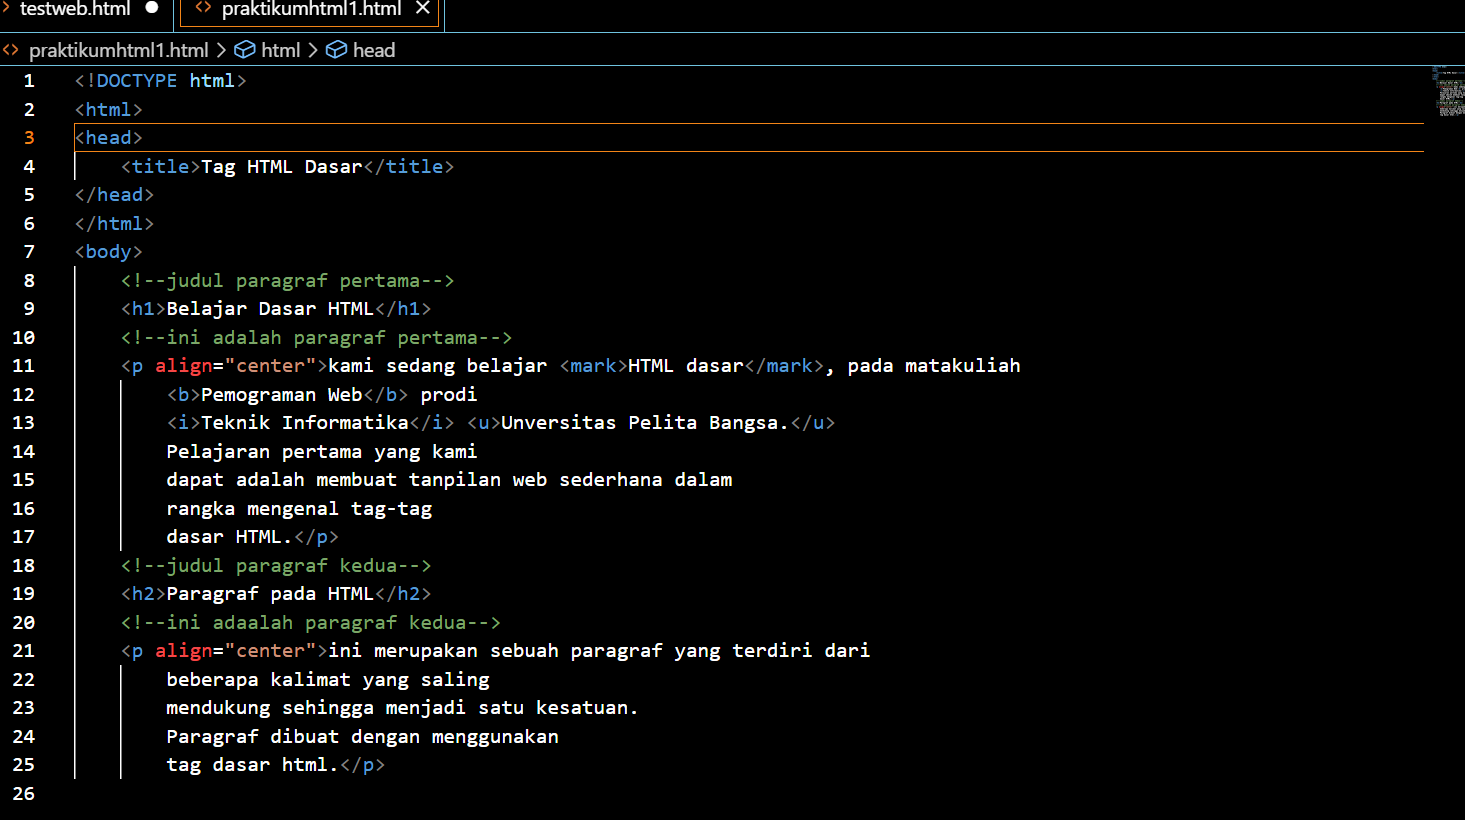 testweb.html
praktikumhtml1.html
praktikumhtml1.html > html > head
1 <!DOCTYPE html>
2 <html>
3 <head>
4 <title>Tag HTML Dasar</title>
5 </head>
6 </html>
7 <body>
8 <!--judul paragraf pertama-->
9 <h1>Belajar Dasar HTML</h1>
10 <!--ini adalah paragraf pertama-->
11 <p align="center">kami sedang belajar <mark>HTML dasar</mark>, pada matakuliah
12 <b>Pemograman Web</b> prodi
13 <i>Teknik Informatika</i> <u>Unversitas Pelita Bangsa.</u>
14 Pelajaran pertama yang kami
15 dapat adalah membuat tanpilan web sederhana dalam
16 rangka mengenal tag-tag
17 dasar HTML.</p>
18 <!--judul paragraf kedua-->
19 <h2>Paragraf pada HTML</h2>
20 <!--ini adaalah paragraf kedua-->
21 <p align="center">ini merupakan sebuah paragraf yang terdiri dari
22 beberapa kalimat yang saling
23 mendukung sehingga menjadi satu kesatuan.
24 Paragraf dibuat dengan menggunakan
25 tag dasar html.</p>
26